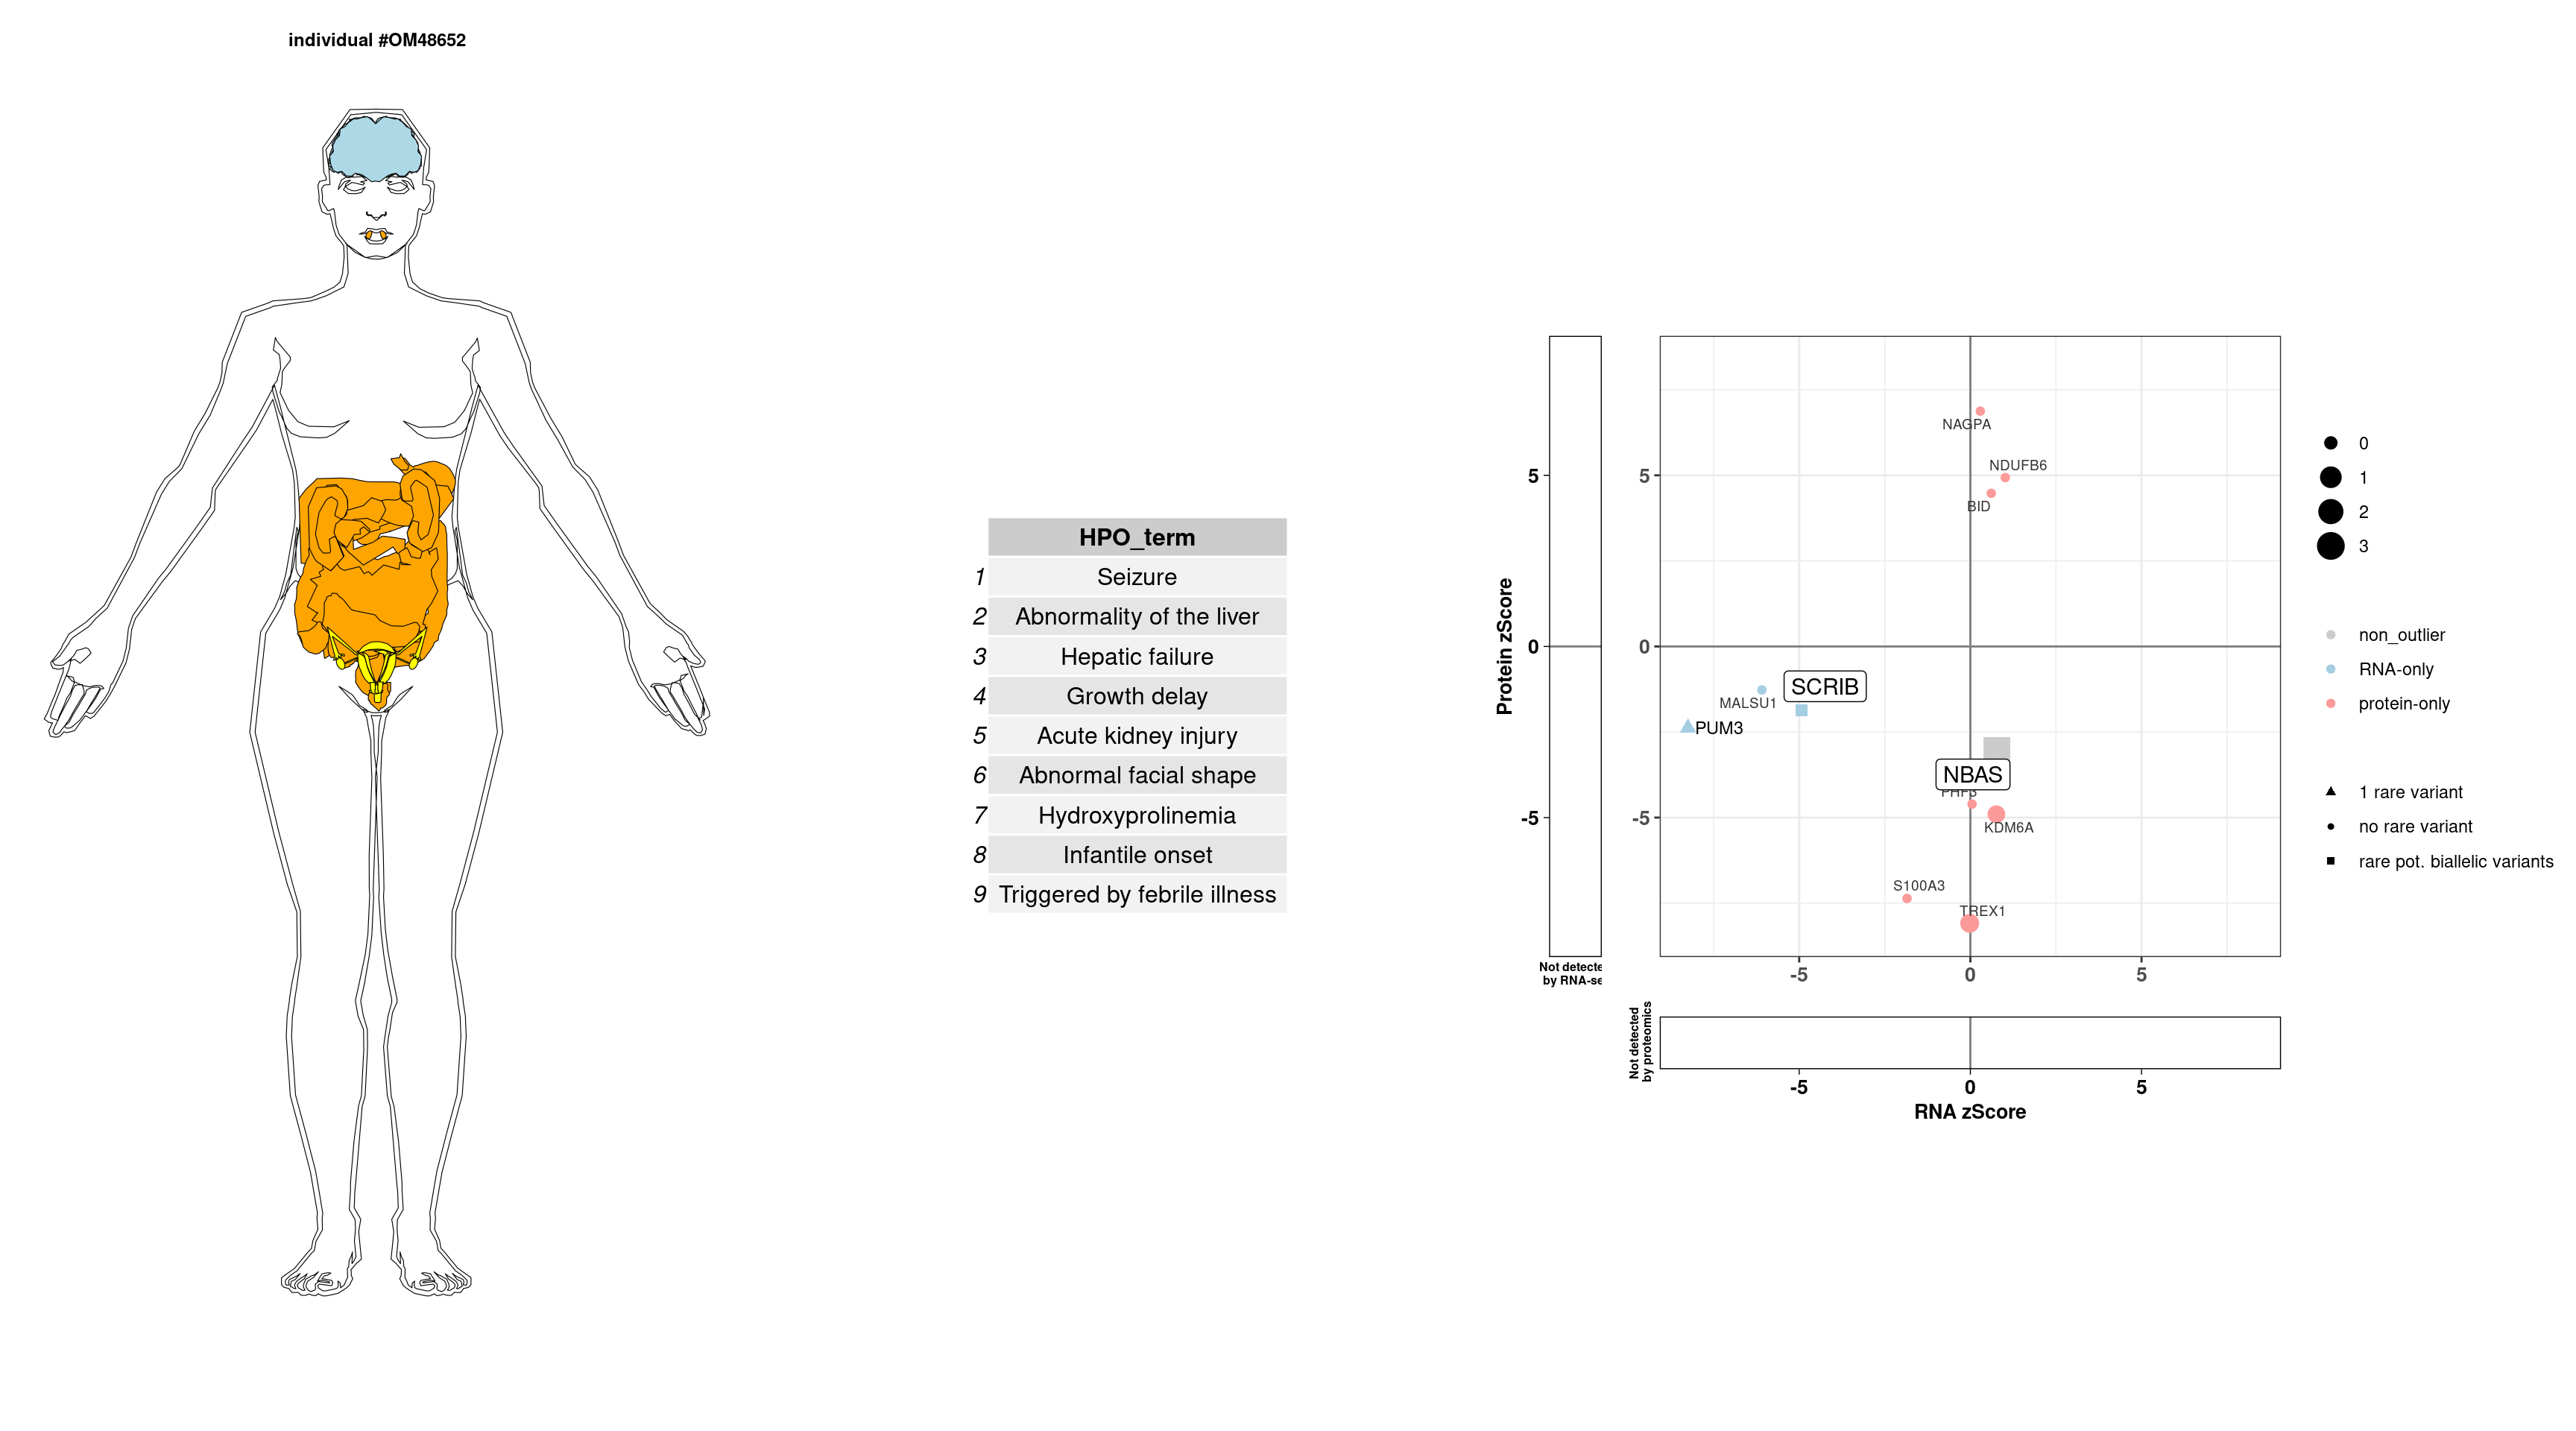 individual #OM48652
HPO_term
1 Seizure
2 Abnormality of the liver
3 Hepatic failure
4 Growth delay
5 Acute kidney injury
6 Abnormal facial shape
7 Hydroxyprolinemia
8 Infantile onset
9 Triggered by febrile illness
Protein zScore
5
0
-5
Not detecte
by RNA-se
5
0
-5
NAGPA
NDUFB6
BID
SCRIB
MALSU1
PUM3
NBAS
KDM6A
S100A3
TREX1
-5 0 5
Not detected
by proteomics
-5 0 5
RNA zScore
0
1
2
3
non_outlier
RNA-only
protein-only
1 rare variant
no rare variant
rare pot. biallelic variants